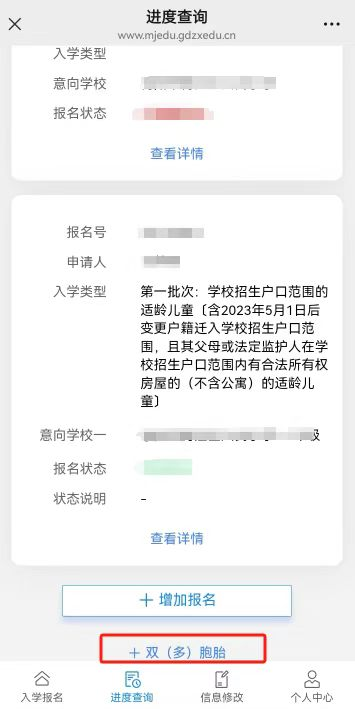 进度查询
www.mjedu.gdzxedu.cn
入学类型
意向学校
报名状态
查看详情
报名号
申请人
入学类型 第一批次：学校招生户口范围的
适龄儿童〔含2023年5月1日后
变更户籍迁入学校招生户口范
围，且其父母或法定监护人在学
校招生户口范围内有合法所有权
房屋的（不含公寓）的适龄儿
童〕
意向学校一
报名状态
状态说明 -
查看详情
＋ 增加报名
＋ 双（多）胞胎
入学报名 进度查询 信息修改 个人中心